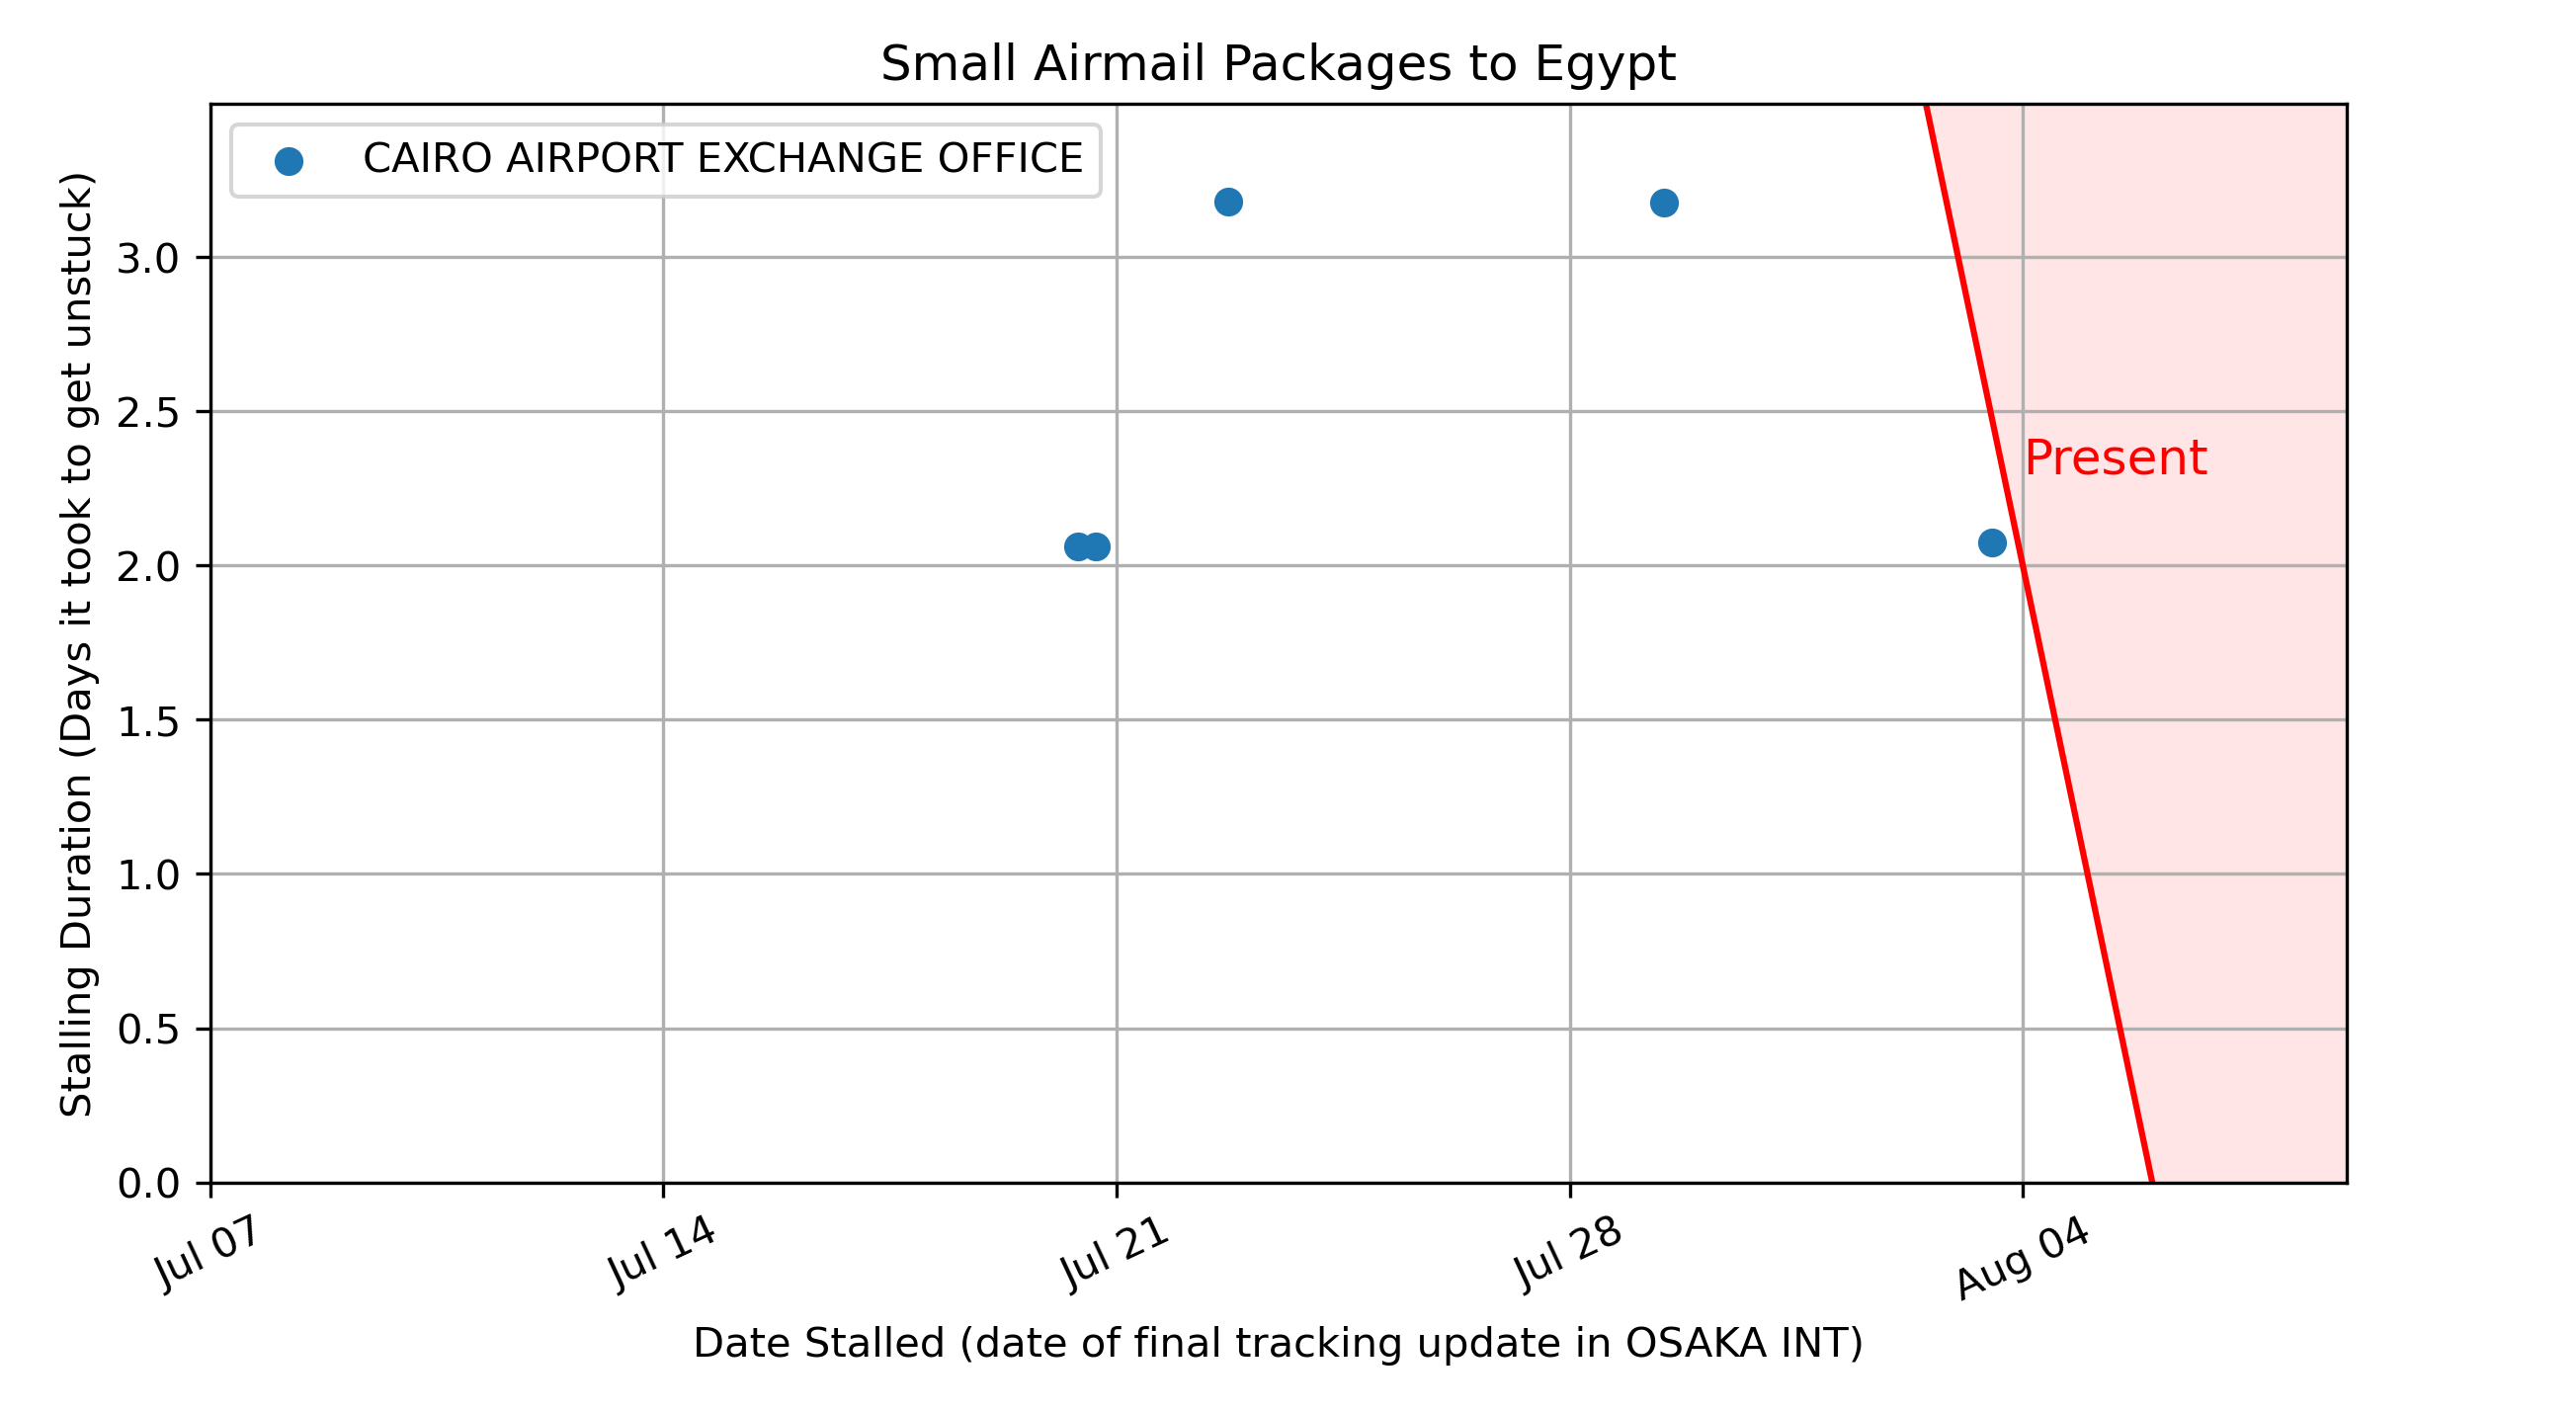 Small Airmail Packages to Egypt
CAIRO AIRPORT EXCHANGE OFFICE
Stalling Duration (Days it took to get unstuck)
3.0
2.5
2.0
1.5
1.0
0.5
0.0
Present
Jul 07
Jul 14
Jul 21
Jul 28
Aug 04
Date Stalled (date of final tracking update in OSAKA INT)